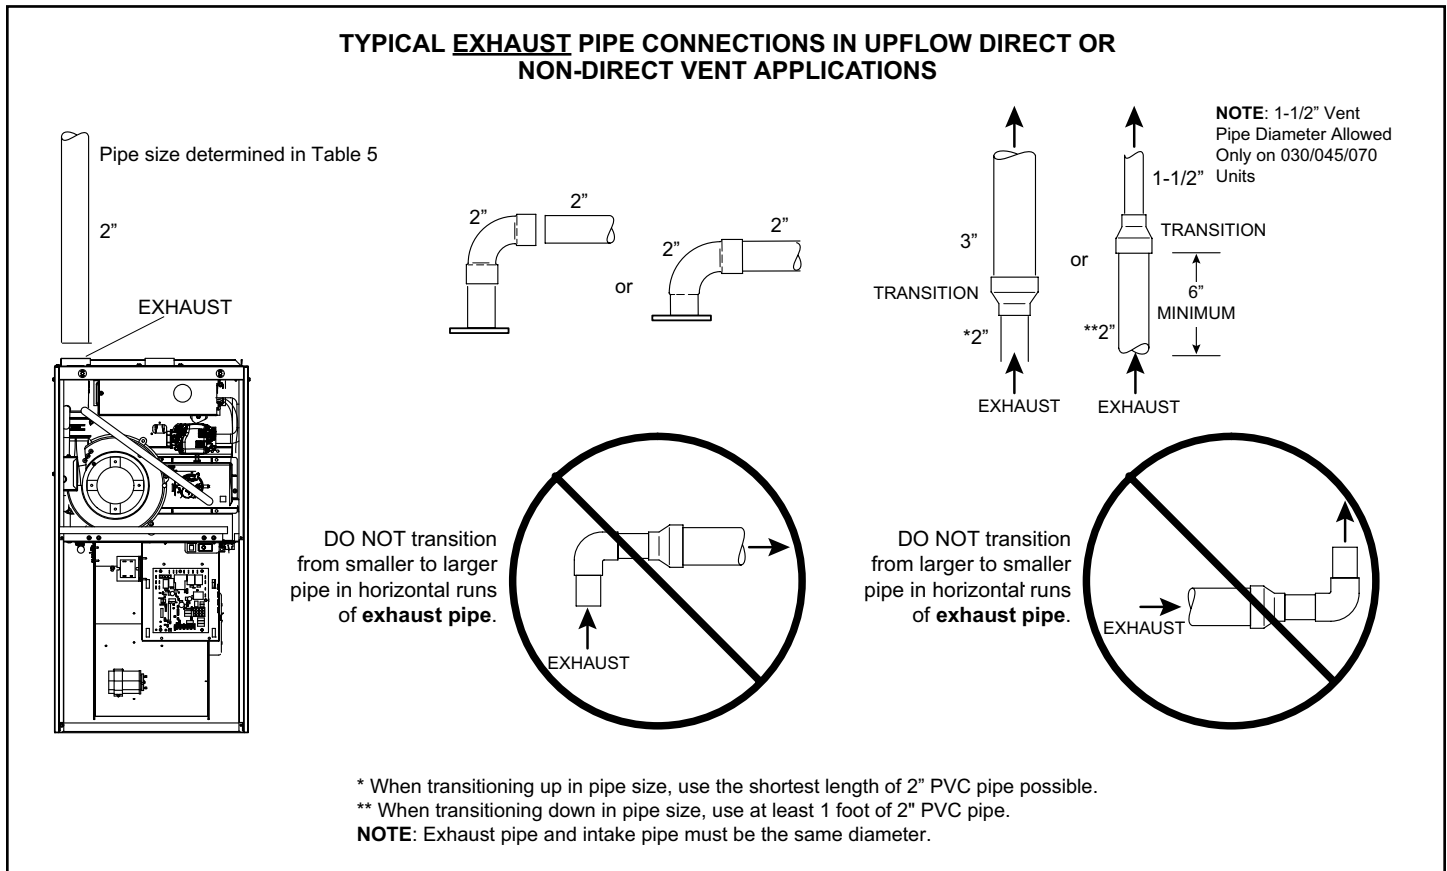 TYPICAL EXHAUST PIPE CONNECTIONS IN UPFLOW DIRECT OR
NON-DIRECT VENT APPLICATIONS
Pipe size determined in Table 5
2”
EXHAUST
2”
2”
or
2”
2”
3”
TRANSITION
*2”
EXHAUST
or
1-1/2”
TRANSITION
6”
MINIMUM
**2”
EXHAUST
NOTE: 1-1/2” Vent
Pipe Diameter Allowed
Only on 030/045/070
Units
DO NOT transition
from smaller to larger
pipe in horizontal runs
of exhaust pipe.
EXHAUST
DO NOT transition
from larger to smaller
pipe in horizontal runs
of exhaust pipe.
EXHAUST
* When transitioning up in pipe size, use the shortest length of 2” PVC pipe possible.
** When transitioning down in pipe size, use at least 1 foot of 2" PVC pipe.
NOTE: Exhaust pipe and intake pipe must be the same diameter.